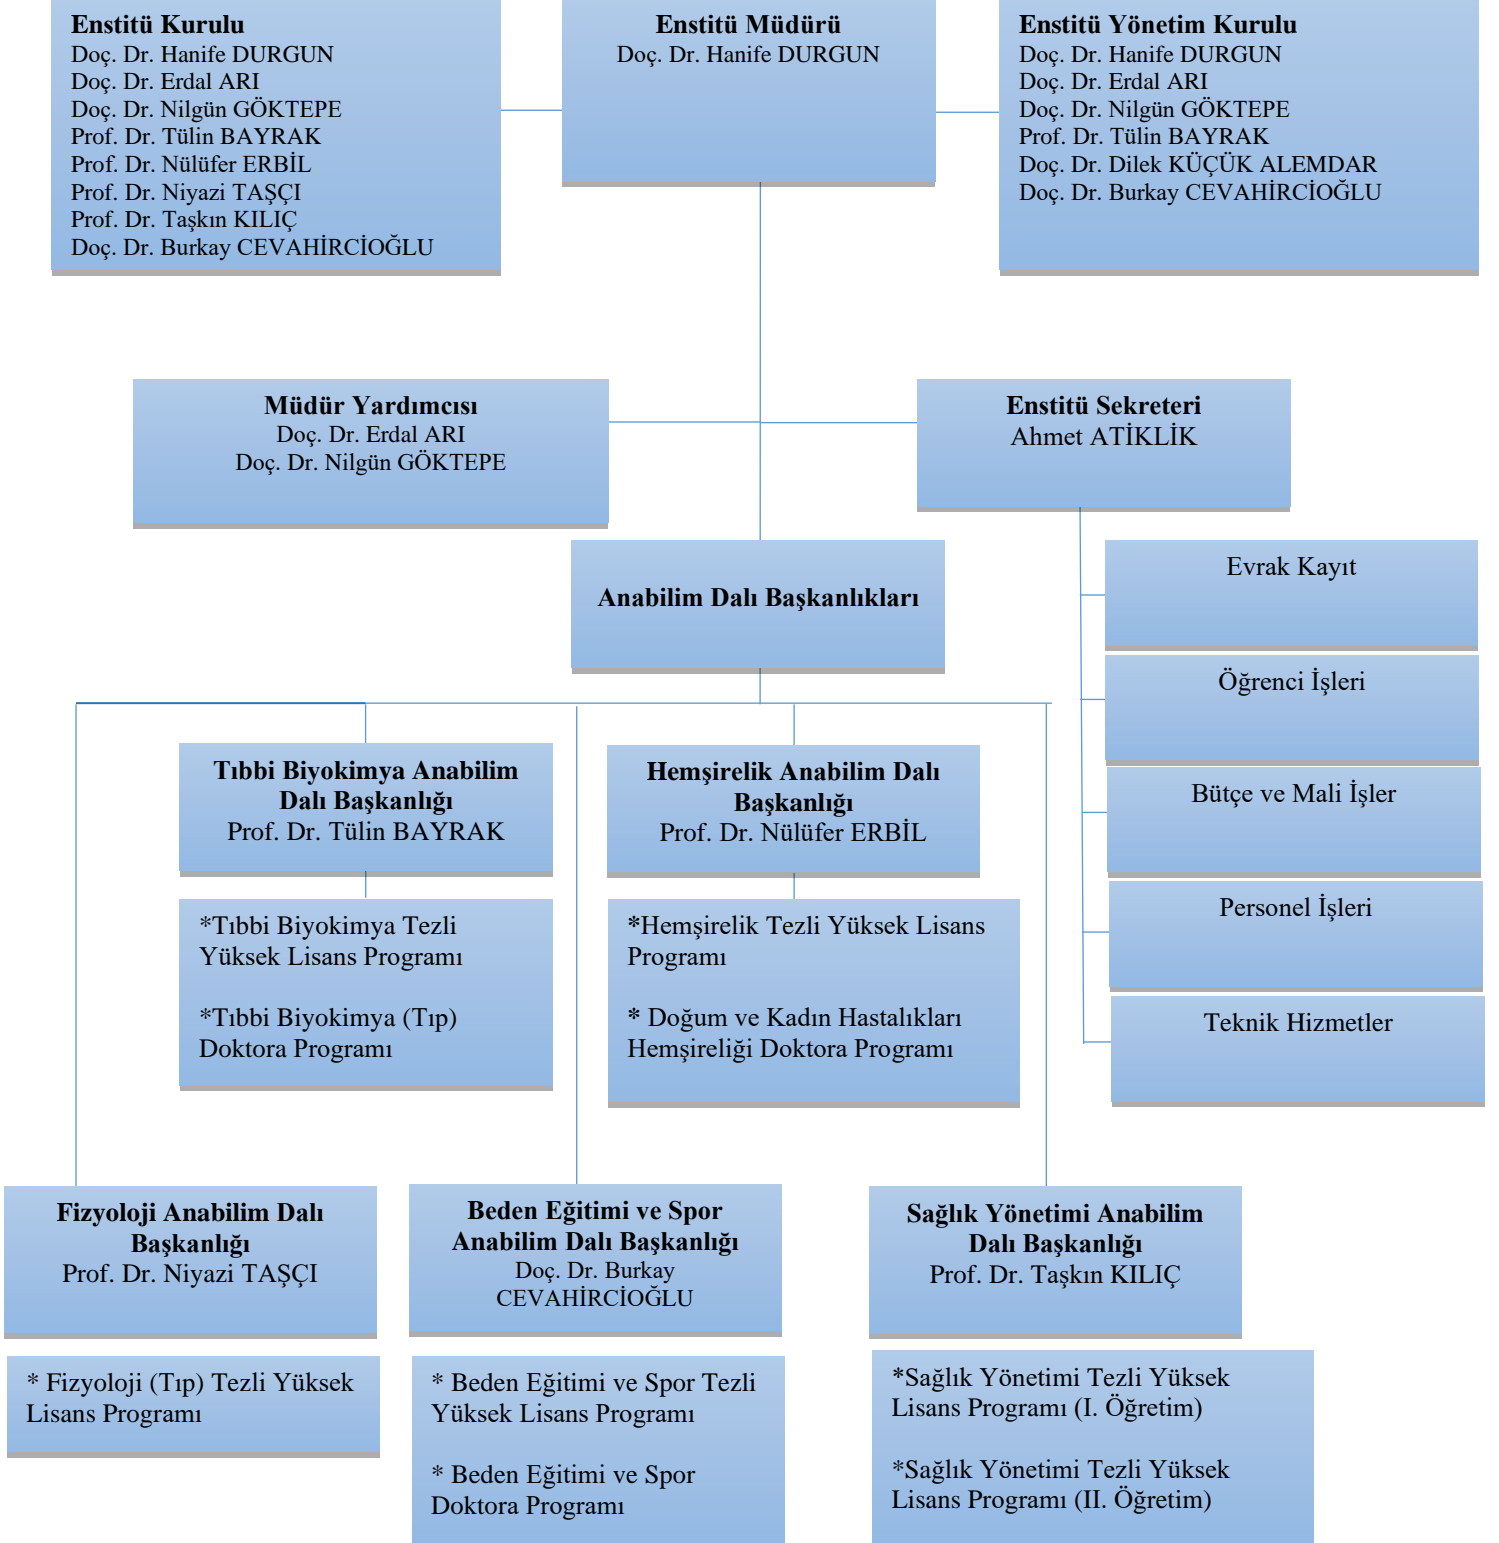 Enstitü Kurulu
Doç. Dr. Hanife DURGUN
Doç. Dr. Erdal ARI
Doç. Dr. Nilgün GÖKTEPE
Prof. Dr. Tülin BAYRAK
Prof. Dr. Nülüfer ERBİL
Prof. Dr. Niyazi TAŞÇI
Prof. Dr. Taşkın KILIÇ
Doç. Dr. Burkay CEVAHİRCİOĞLU
Enstitü Müdürü
Doç. Dr. Hanife DURGUN
Enstitü Yönetim Kurulu
Doç. Dr. Hanife DURGUN
Doç. Dr. Erdal ARI
Doç. Dr. Nilgün GÖKTEPE
Prof. Dr. Tülin BAYRAK
Doç. Dr. Dilek KÜÇÜK ALEMDAR
Doç. Dr. Burkay CEVAHİRCİOĞLU
Müdür Yardımcısı
Doç. Dr. Erdal ARI
Doç. Dr. Nilgün GÖKTEPE
Enstitü Sekreteri
Ahmet ATİKLİK
Anabilim Dalı Başkanlıkları
Evrak Kayıt
Öğrenci İşleri
Bütçe ve Mali İşler
Personel İşleri
Teknik Hizmetler
Tıbbi Biyokimya Anabilim
Dalı Başkanlığı
Prof. Dr. Tülin BAYRAK
*Tıbbi Biyokimya Tezli
Yüksek Lisans Programı
*Tıbbi Biyokimya (Tıp)
Doktora Programı
Hemşirelik Anabilim Dalı
Başkanlığı
Prof. Dr. Nülüfer ERBİL
*Hemşirelik Tezli Yüksek Lisans
Programı
* Doğum ve Kadın Hastalıkları
Hemşireliği Doktora Programı
Fizyoloji Anabilim Dalı
Başkanlığı
Prof. Dr. Niyazi TAŞÇI
* Fizyoloji (Tıp) Tezli Yüksek
Lisans Programı
Beden Eğitimi ve Spor
Anabilim Dalı Başkanlığı
Doç. Dr. Burkay
CEVAHİRCİOĞLU
* Beden Eğitimi ve Spor Tezli
Yüksek Lisans Programı
* Beden Eğitimi ve Spor
Doktora Programı
Sağlık Yönetimi Anabilim
Dalı Başkanlığı
Prof. Dr. Taşkın KILIÇ
*Sağlık Yönetimi Tezli Yüksek
Lisans Programı (I. Öğretim)
*Sağlık Yönetimi Tezli Yüksek
Lisans Programı (II. Öğretim)